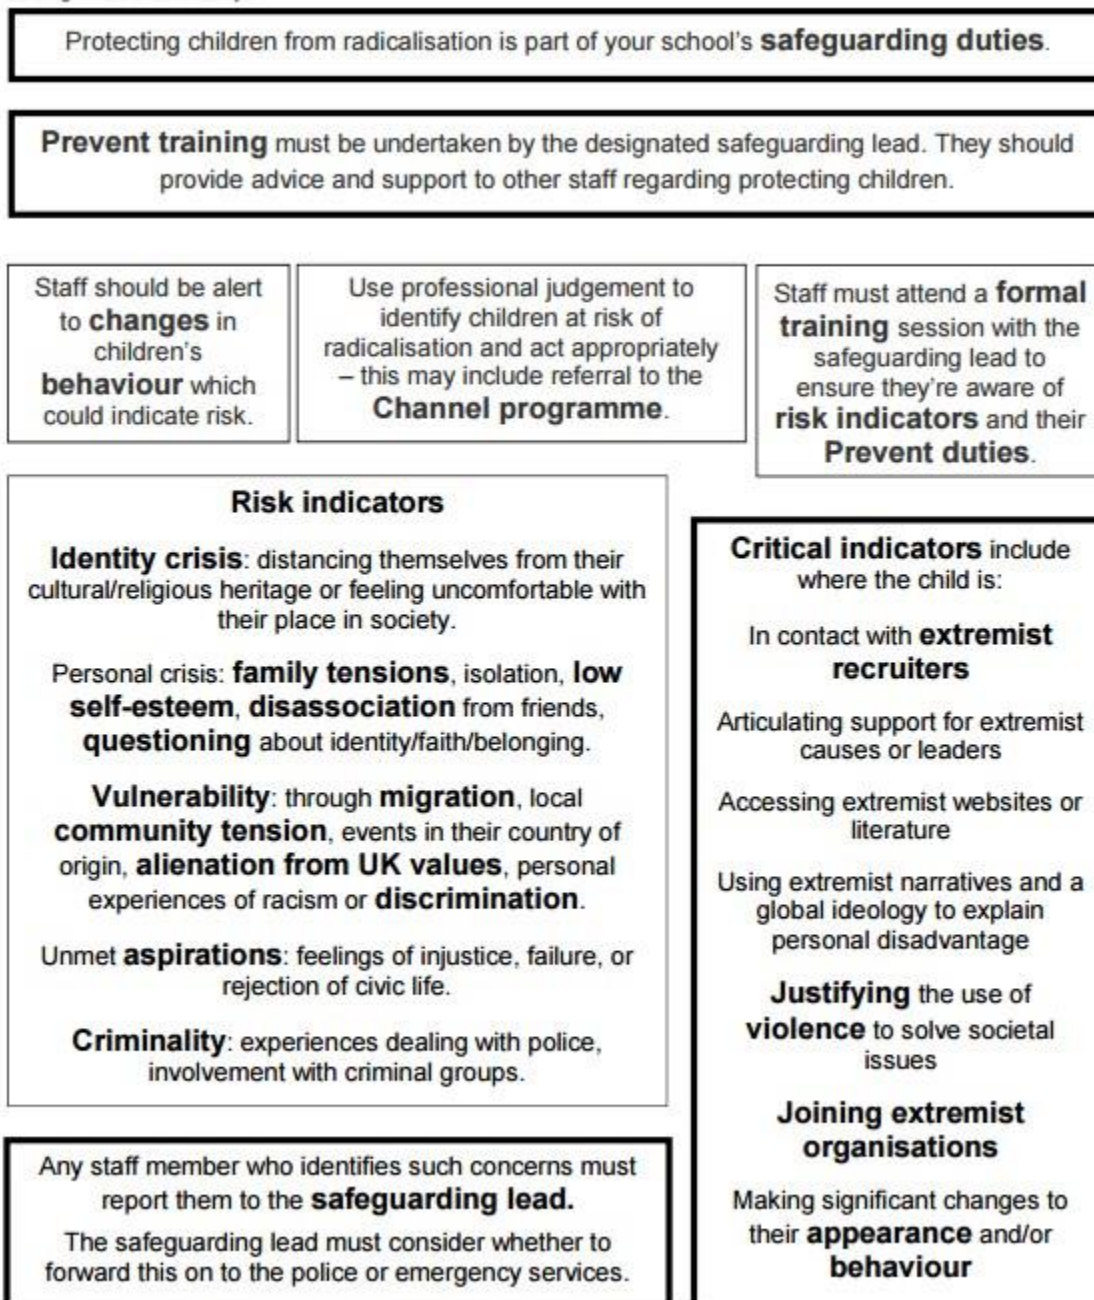 Protecting children from radicalisation is part of your school's safeguarding duties.
Prevent training must be undertaken by the designated safeguarding lead. They should
provide advice and support to other staff regarding protecting children.
Staff should be alert
to changes in
children's
behaviour which
could indicate risk.
Use professional judgement to
identify children at risk of
radicalisation and act appropriately
– this may include referral to the
Channel programme.
Staff must attend a formal
training session with the
safeguarding lead to
ensure they're aware of
risk indicators and their
Prevent duties.
Risk indicators
Identity crisis: distancing themselves from their
cultural/religious heritage or feeling uncomfortable with
their place in society.
Personal crisis: family tensions, isolation, low
self-esteem, disassociation from friends,
questioning about identity/faith/belonging.
Vulnerability: through migration, local
community tension, events in their country of
origin, alienation from UK values, personal
experiences of racism or discrimination.
Unmet aspirations: feelings of injustice, failure, or
rejection of civic life.
Criminality: experiences dealing with police,
involvement with criminal groups.
Any staff member who identifies such concerns must
report them to the safeguarding lead.
The safeguarding lead must consider whether to
forward this on to the police or emergency services.
Critical indicators include
where the child is:
In contact with extremist
recruiters
Articulating support for extremist
causes or leaders
Accessing extremist websites or
literature
Using extremist narratives and a
global ideology to explain
personal disadvantage
Justifying the use of
violence to solve societal
issues
Joining extremist
organisations
Making significant changes to
their appearance and/or
behaviour